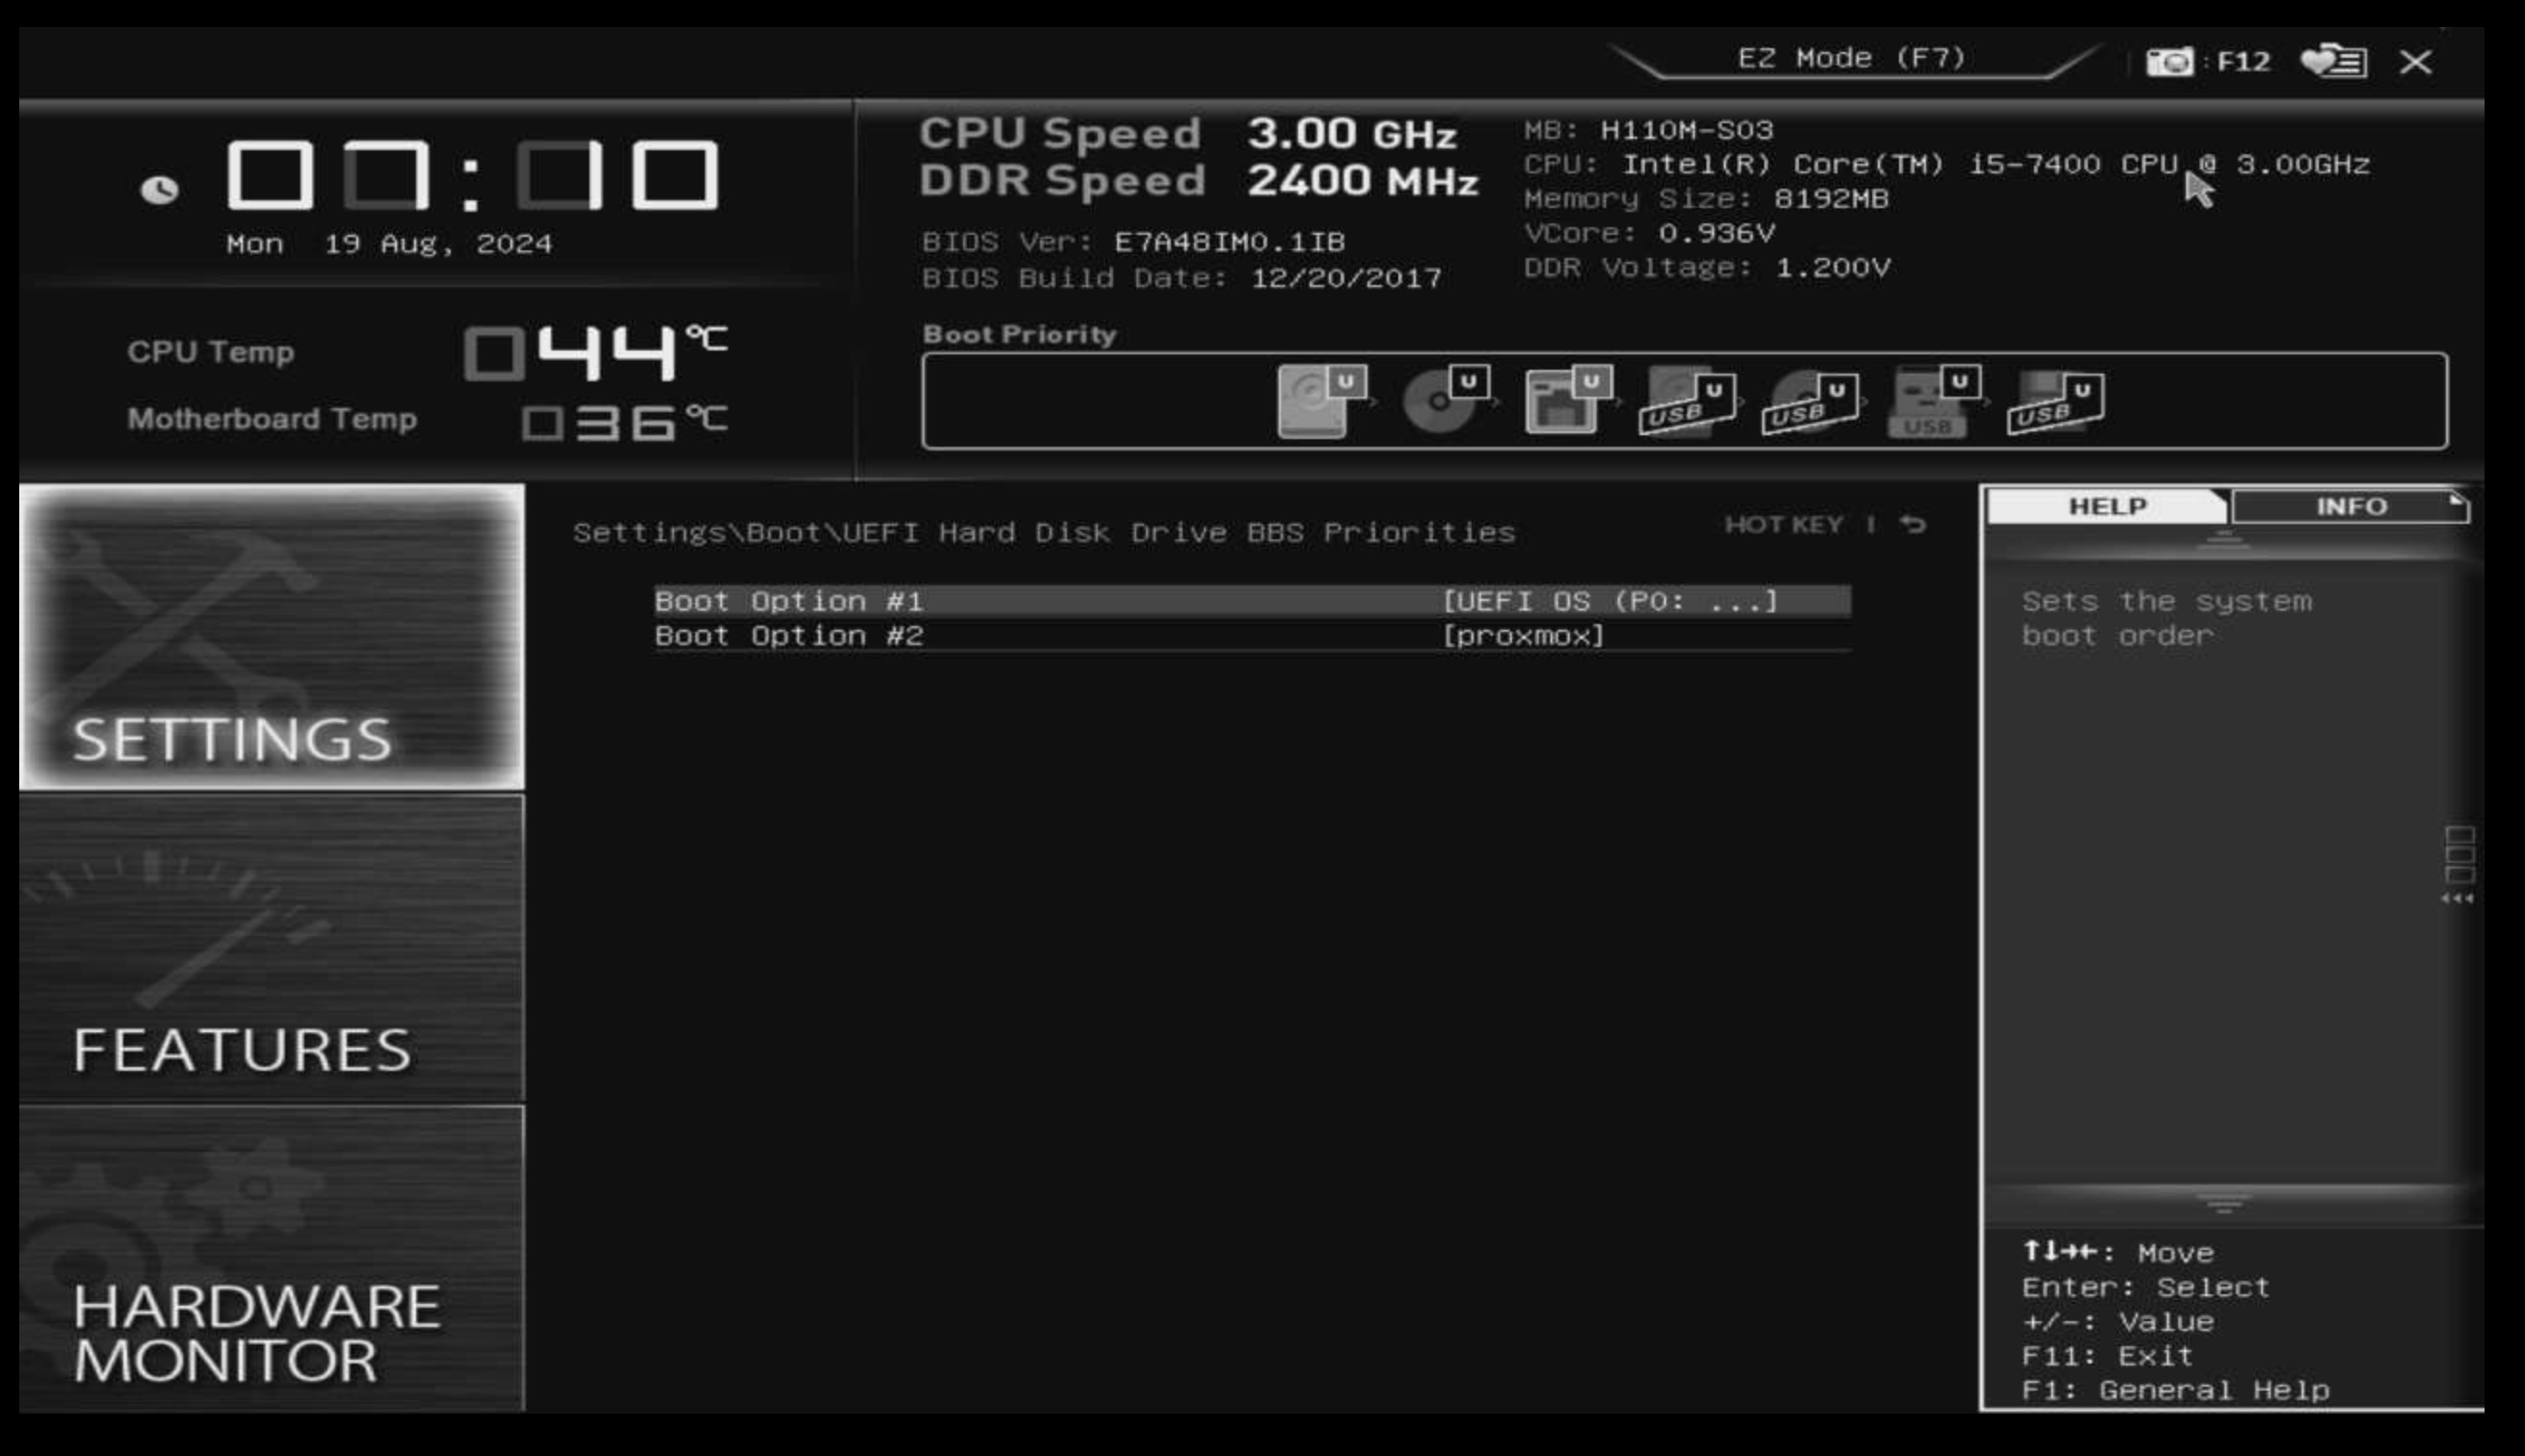 EZ Mode (F7)
: F12
07:10
Mon 19 Aug, 2024
CPU Temp 044°C
Motherboard Temp 036°C
CPU Speed 3.00 GHz
DDR Speed 2400 MHz
BIOS Ver: E7A48IM0.1IB
BIOS Build Date: 12/20/2017
MB: H110M-S03
CPU: Intel(R) Core(TM) i5-7400 CPU @ 3.00GHz
Memory Size: 8192MB
VCore: 0.936V
DDR Voltage: 1.200V
Boot Priority
U U U U USB U USB U USB U USB
SETTINGS
FEATURES
HARDWARE
MONITOR
Settings\Boot\UEFI Hard Disk Drive BBS Priorities
HOT KEY |
Boot Option #1 [UEFI OS (P0: ...]
Boot Option #2 [proxmox]
HELP INFO
Sets the system
boot order
↑↓→←: Move
Enter: Select
+/-: Value
F11: Exit
F1: General Help